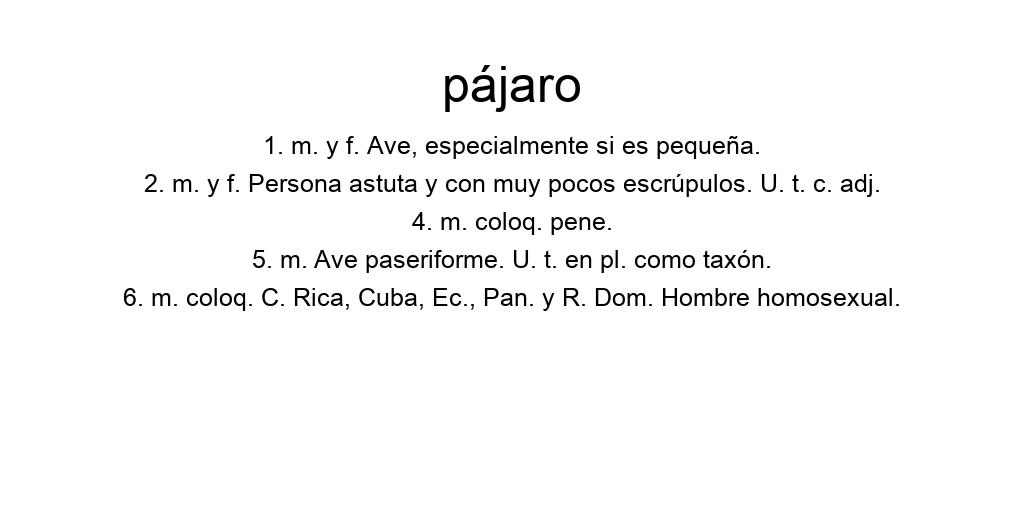 pájaro
1. m. y f. Ave, especialmente si es pequeña.
2. m. y f. Persona astuta y con muy pocos escrúpulos. U. t. c. adj.
4. m. coloq. pene.
5. m. Ave paseriforme. U. t. en pl. como taxón.
6. m. coloq. C. Rica, Cuba, Ec., Pan. y R. Dom. Hombre homosexual.